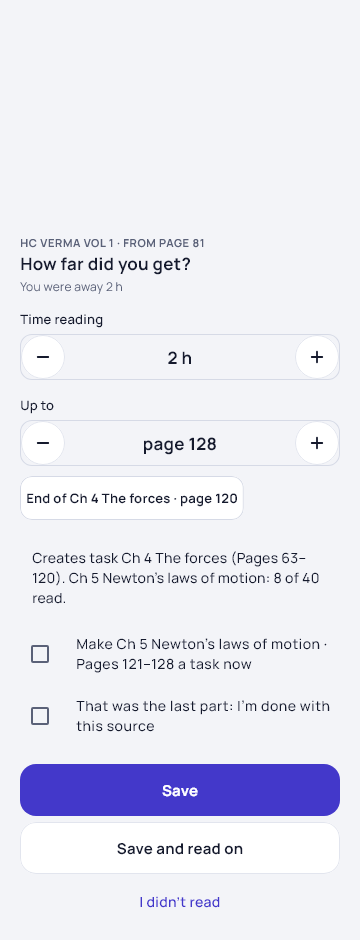 HC VERMA VOL 1 · FROM PAGE 81
How far did you get?
You were away 2 h
Time reading
2 h
Up to
page 128
End of Ch 4 The forces · page 120
Creates task Ch 4 The forces (Pages 63–
120). Ch 5 Newton's laws of motion: 8 of 40
read.
Make Ch 5 Newton's laws of motion ·
Pages 121–128 a task now
That was the last part: I'm done with
this source
Save
Save and read on
I didn't read